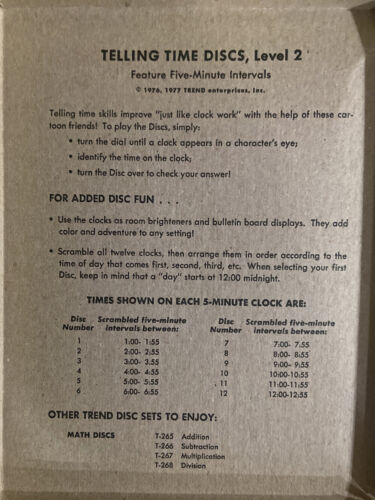 TELLING TIME DISCS, Level 2
Feature Five-Minute Intervals
© 1976, 1977 TREND enterprises, Inc.
Telling time skills improve "just like clock work" with the help of these car-
toon friends! To play the Discs, simply:
• turn the dial until a clock appears in a character's eye;
• identify the time on the clock;
• turn the Disc over to check your answer!
FOR ADDED DISC FUN . . .
• Use the clocks as room brighteners and bulletin board displays. They add
color and adventure to any setting!
• Scramble all twelve clocks, then arrange them in order according to the
time of day that comes first, second, third, etc. When selecting your first
Disc, keep in mind that a "day" starts at 12:00 midnight.
TIMES SHOWN ON EACH 5-MINUTE CLOCK ARE:
Disc Scrambled five-minute Disc Scrambled five-minute
Number intervals between: Number intervals between:
1 1:00- 1:55 7 7:00- 7:55
2 2:00- 2:55 8 8:00- 8:55
3 3:00- 3:55 9 9:00- 9:55
4 4:00- 4:55 10 10:00-10:55
5 5:00- 5:55 11 11:00-11:55
6 6:00- 6:55 12 12:00-12:55
OTHER TREND DISC SETS TO ENJOY:
MATH DISCS T-265 Addition
T-266 Subtraction
T-267 Multiplication
T-268 Division